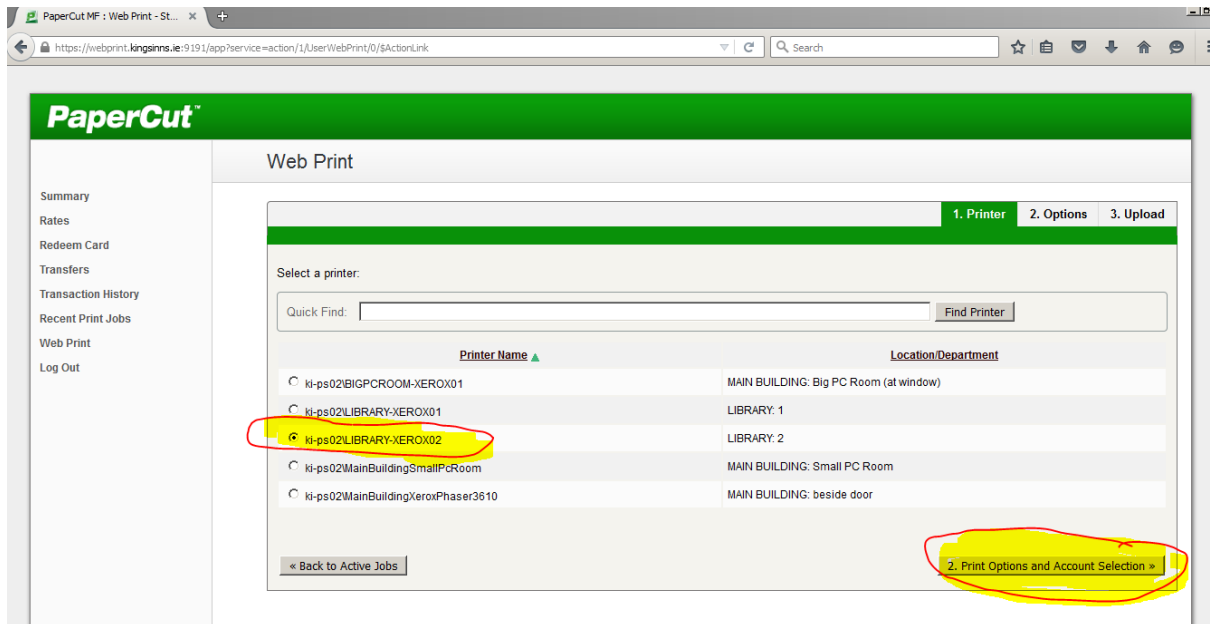 PaperCut MF : Web Print - St... ×
https://webprint.kingsinns.ie:9191/app?service=action/1/UserWebPrint/0/$ActionLink
Search
PaperCut™
Web Print
Summary
Rates
Redeem Card
Transfers
Transaction History
Recent Print Jobs
Web Print
Log Out
1. Printer 2. Options 3. Upload
Select a printer:
Quick Find: Find Printer
Printer Name Location/Department
ki-ps02\BIGPCROOM-XEROX01 MAIN BUILDING: Big PC Room (at window)
ki-ps02\LIBRARY-XEROX01 LIBRARY: 1
ki-ps02\LIBRARY-XEROX02 LIBRARY: 2
ki-ps02\MainBuildingSmallPcRoom MAIN BUILDING: Small PC Room
ki-ps02\MainBuildingXeroxPhaser3610 MAIN BUILDING: beside door
« Back to Active Jobs 2. Print Options and Account Selection »